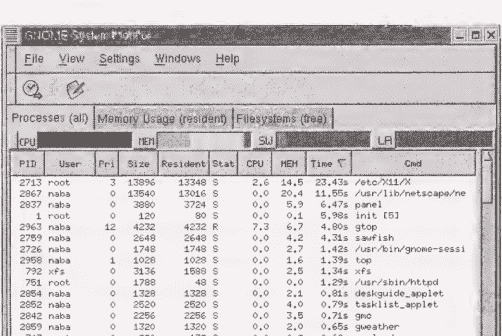 GNOME System Monitor
File View Settings Windows Help
Processes (all) Memory Usage (resident) Filesystems (free)
CPU MEM SW LA
PID User Pri Size Resident Stat CPU MEM Time Cmd
2713 root 3 13896 13348 S 2.6 14.5 23.43s /etc/X11/X
2867 naba 0 13540 13016 S 0.0 20.4 11.55s /usr/lib/netscape/ne
2837 naba 0 3880 3724 S 0.0 5.9 6.47s panel
1 root 0 120 80 S 0.0 0.1 5.98s init [5]
2963 naba 12 4232 4232 R 7.3 6.7 4.80s gtop
2759 naba 0 2648 2648 S 0.0 4.2 4.31s sawfish
2726 naba 0 1748 1748 S 0.0 2.7 1.42s /usr/bin/gnome-sessi
2958 naba 1 1028 1028 S 0.0 1.6 1.39s top
792 xfs 0 3136 1588 S 0.0 2.5 1.34s xfs
751 root 0 1788 48 S 0.0 0.0 1.29s /usr/sbin/httpd
2854 naba 0 1328 1328 S 0.0 2.1 0.81s deskguide_applet
2852 naba 0 2520 2520 S 0.0 4.0 0.79s tasklist_applet
2842 naba 0 2256 2256 S 0.0 3.5 0.71s gmc
2859 naba 0 1320 1320 S 0.0 2.0 0.65s gweather